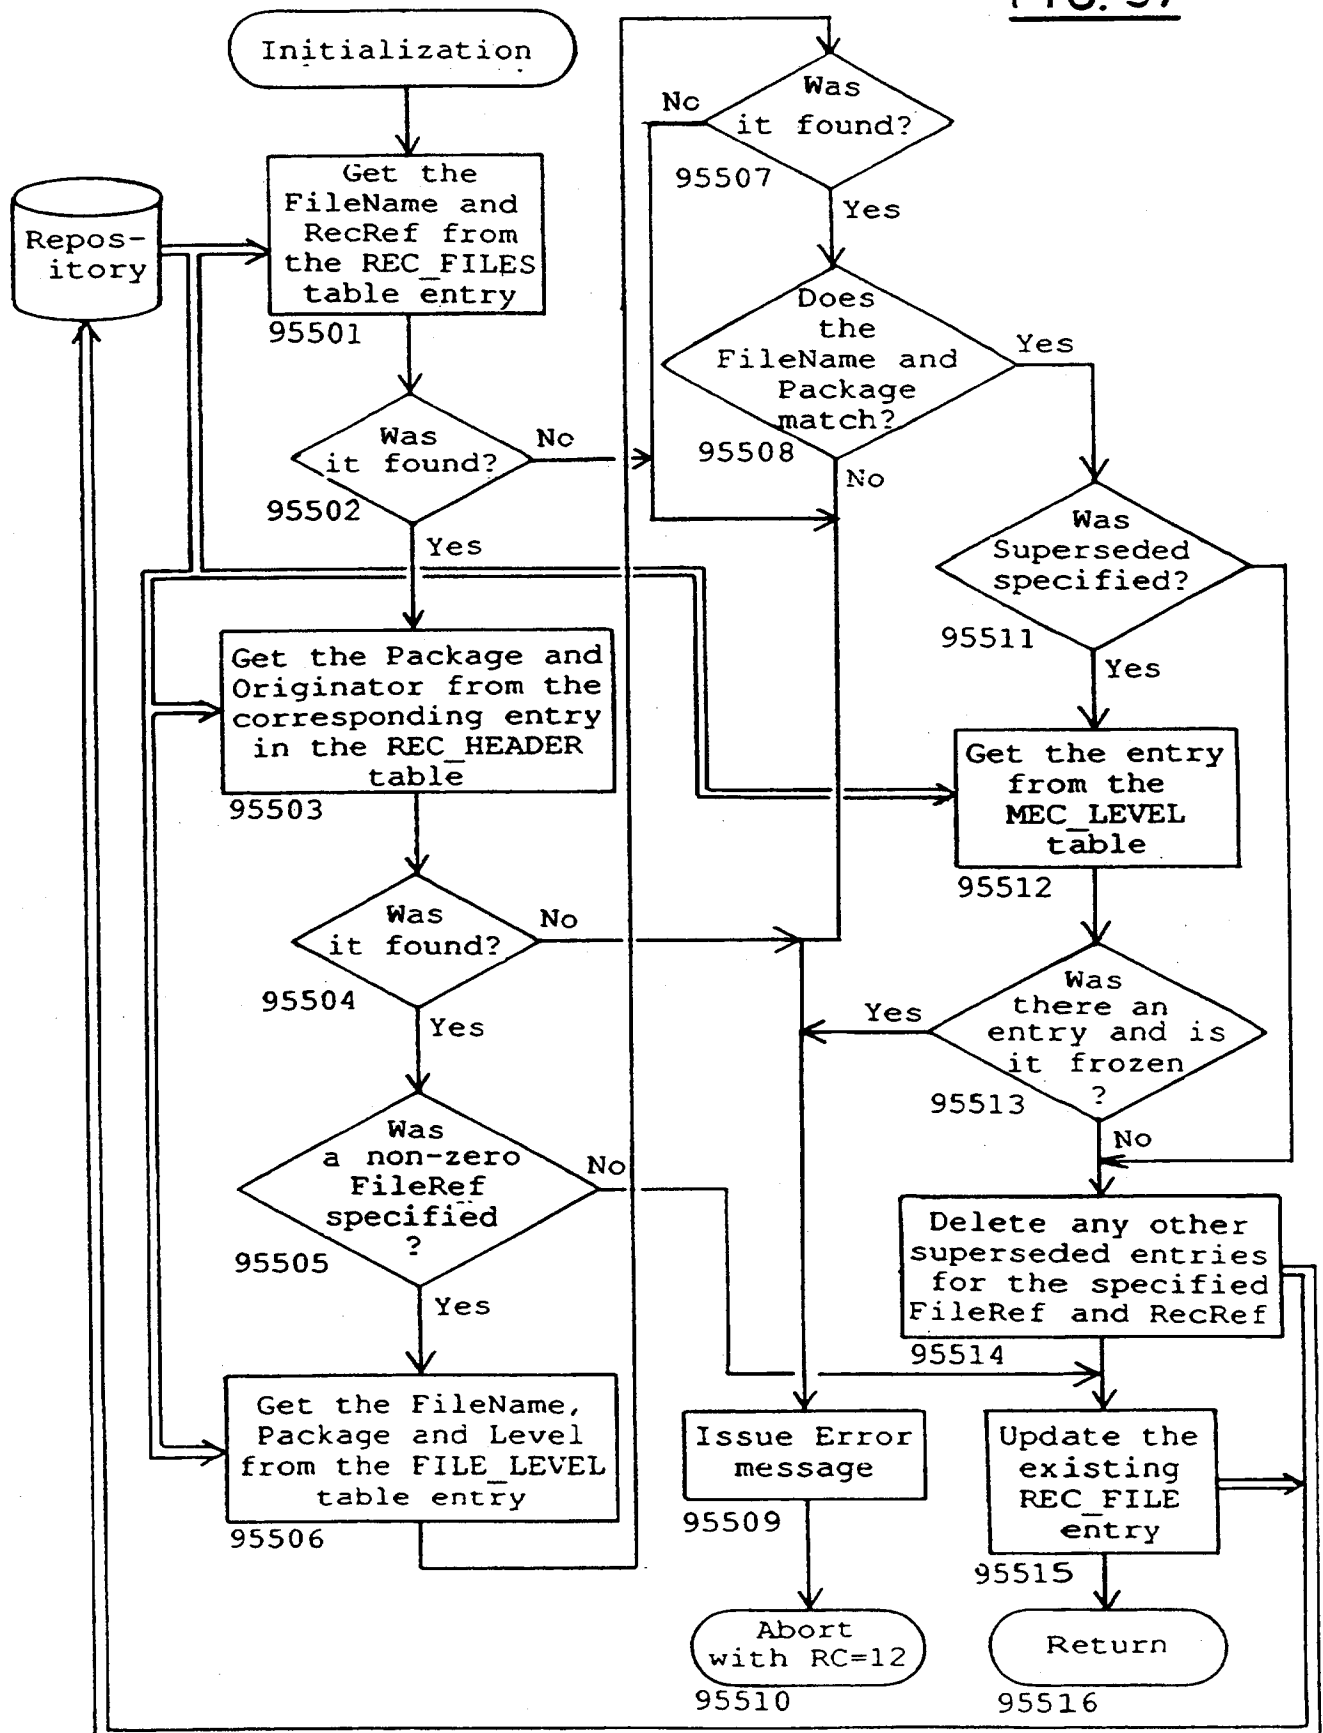 FIG. 57
Initialization
Get the
FileName and
RecRef from
the REC_FILES
table entry
95501
Repos-
itory
Was
it found?
No
95502
Yes
Get the Package and
Originator from the
corresponding entry
in the REC_HEADER
table
95503
Was
it found?
No
95504
Yes
Was
a non-zero
FileRef
specified
?
No
95505
Yes
Get the FileName,
Package and Level
from the FILE_LEVEL
table entry
95506
Was
it found?
No
95507
Yes
Does
the
FileName and
Package
match?
Yes
95508
No
Was
Superseded
specified?
95511
Yes
Get the entry
from the
MEC_LEVEL
table
95512
Was
there an
entry and is
it frozen
?
Yes
95513
No
Delete any other
superseded entries
for the specified
FileRef and RecRef
95514
Issue Error
message
95509
Update the
existing
REC_FILE
entry
95515
Abort
with RC=12
95510
Return
95516